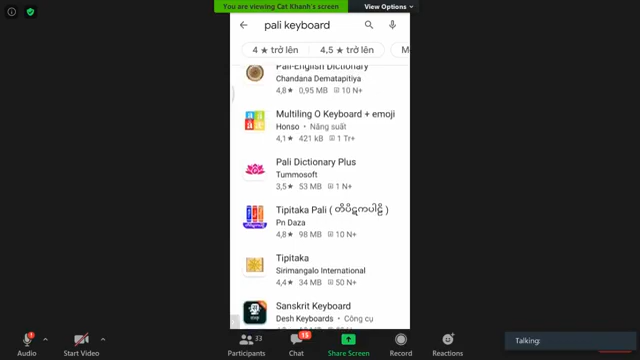 You are viewing Cat Khanh's screen
View Options
pali keyboard
4 ★ trở lên
4,5 ★ trở lên
Pali-English Dictionary
Chandana Dematapitiya
4,8★ 0,95 MB 10 N+
Multiling O Keyboard + emoji
Honso • Năng suất
4,1★ 421 kB 1 Tr+
Pali Dictionary Plus
Tummosoft
3,5★ 53 MB 1 N+
Tipitaka Pali ( တိပိဋကပါဠိ )
Pn Daza
4,8★ 98 MB 10 N+
Tipitaka
Sirimangalo International
4,4★ 34 MB 50 N+
Sanskrit Keyboard
Desh Keyboards • Công cụ
Audio
Start Video
Participants
33
Chat
Share Screen
Record
Reactions
Talking: